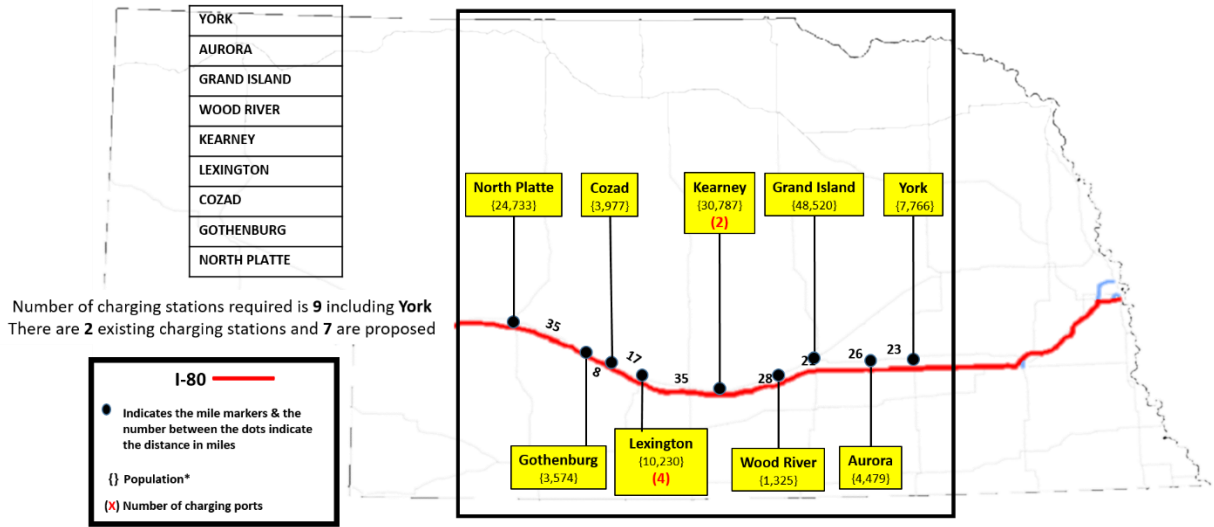 YORK
AURORA
GRAND ISLAND
WOOD RIVER
KEARNEY
LEXINGTON
COZAD
GOTHENBURG
NORTH PLATTE
Number of charging stations required is 9 including York
There are 2 existing charging stations and 7 are proposed
I-80
Indicates the mile markers & the
number between the dots indicate
the distance in miles
{} Population*
(X) Number of charging ports
North Platte
{24,733}
Cozad
{3,977}
Kearney
{30,787}
(2)
Grand Island
{48,520}
York
{7,766}
35
8
17
35
28
26
23
Gothenburg
{3,574}
Lexington
{10,230}
(4)
Wood River
{1,325}
Aurora
{4,479}